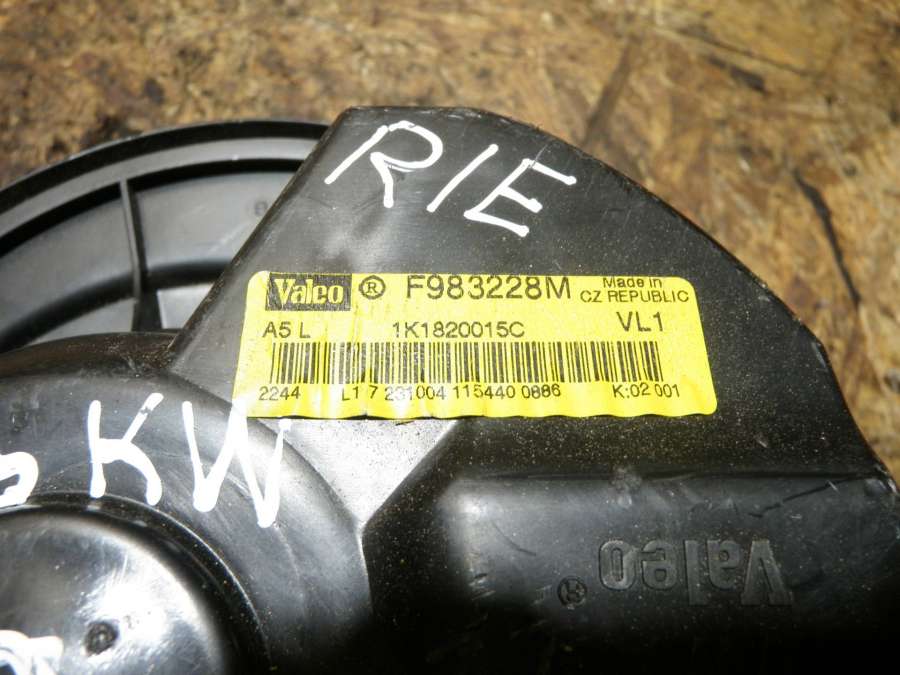 RIE
Valeo ® F983228M Made in
CZ REPUBLIC
A5 L 1K1820015C VL1
2244 L1 7 231004 115440 0886 K:02 001
KW
Valeo ®